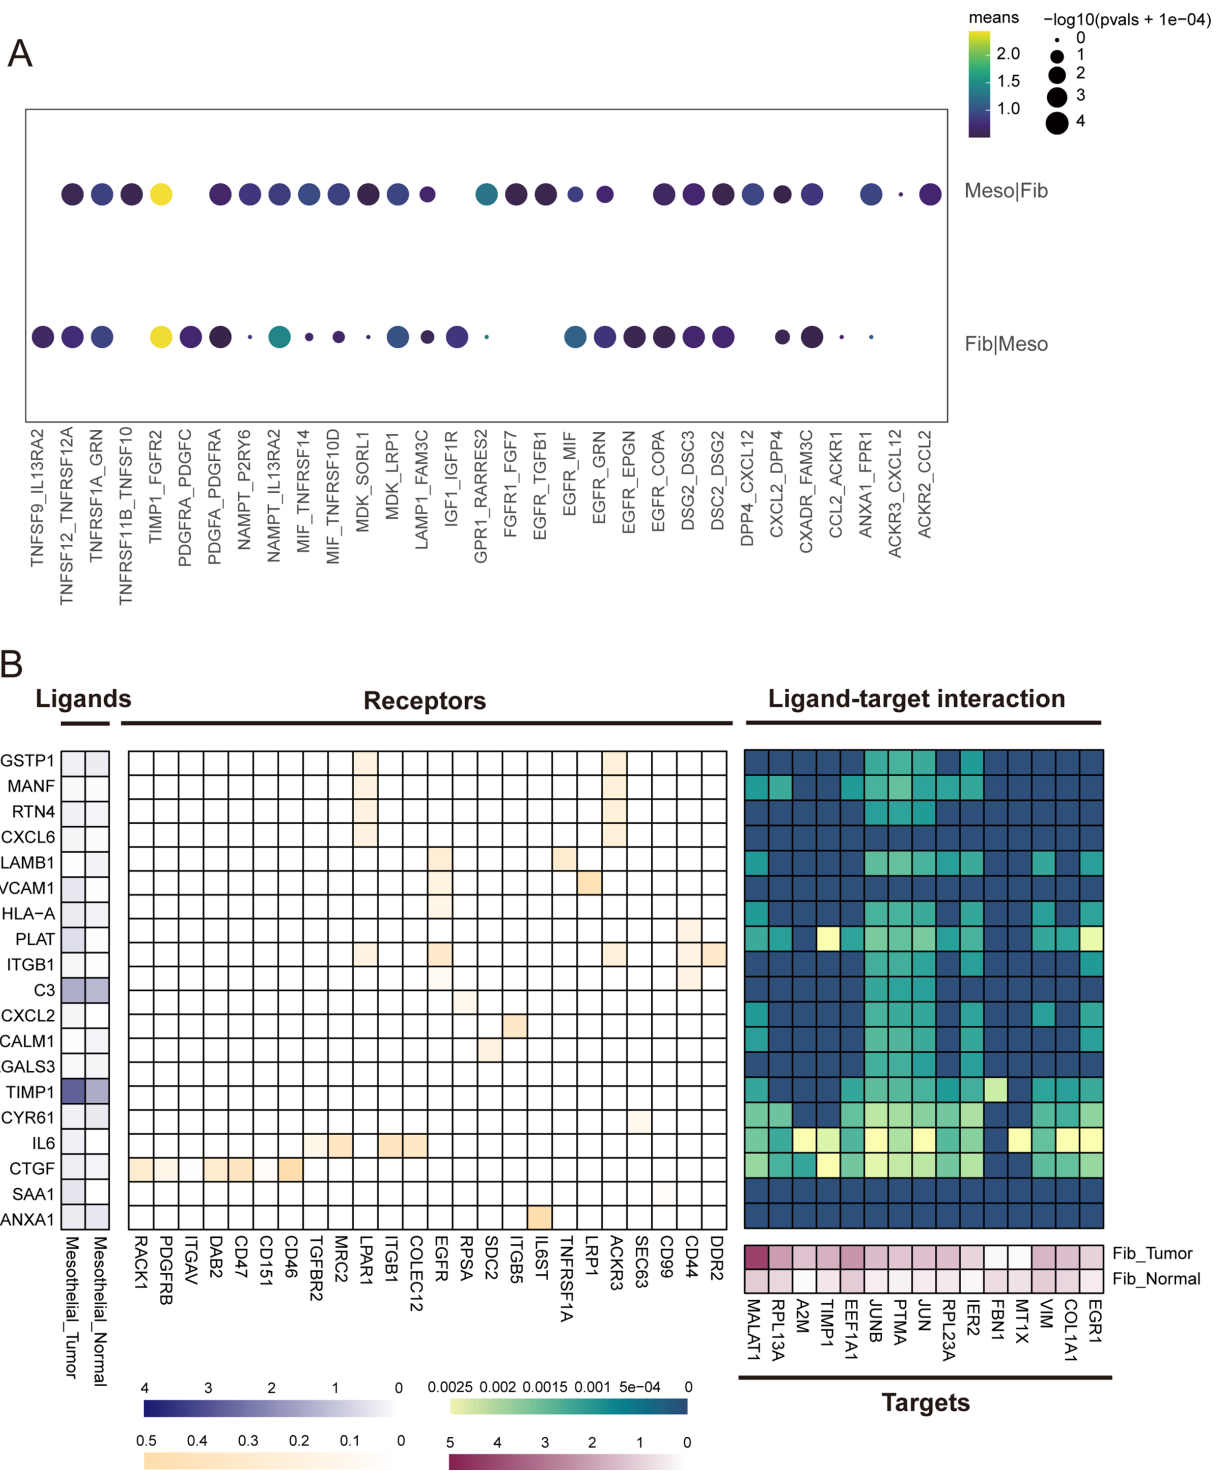 A
means
2.0
1.5
1.0
−log10(pvals + 1e−04)
0
1
2
3
4
Meso|Fib
Fib|Meso
TNFSF9_IL13RA2
TNFSF12_TNFRSF12A
TNFRSF1A_GRN
TNFRSF11B_TNFSF10
TIMP1_FGFR2
PDGFRA_PDGFC
PDGFA_PDGFRA
NAMPT_P2RY6
NAMPT_IL13RA2
MIF_TNFRSF14
MIF_TNFRSF10D
MDK_SORL1
MDK_LRP1
LAMP1_FAM3C
IGF1_IGF1R
GPR1_RARRES2
FGFR1_FGF7
EGFR_TGFB1
EGFR_MIF
EGFR_GRN
EGFR_EPGN
EGFR_COPA
DSG2_DSC3
DSC2_DSG2
DPP4_CXCL12
CXCL2_DPP4
CXADR_FAM3C
CCL2_ACKR1
ANXA1_FPR1
ACKR3_CXCL12
ACKR2_CCL2
B
Ligands
Receptors
Ligand-target interaction
GSTP1
MANF
RTN4
CXCL6
LAMB1
VCAM1
HLA−A
PLAT
ITGB1
C3
CXCL2
CALM1
GALS3
TIMP1
CYR61
IL6
CTGF
SAA1
ANXA1
Mesothelial_Tumor
Mesothelial_Normal
RACK1
PDGFRB
ITGAV
DAB2
CD47
CD151
CD46
TGFBR2
MRC2
LPAR1
ITGB1
COLEC12
EGFR
RPSA
SDC2
ITGB5
IL6ST
TNFRSF1A
LRP1
ACKR3
SEC63
CD99
CD44
DDR2
Fib_Tumor
Fib_Normal
MALAT1
RPL13A
A2M
TIMP1
EEF1A1
JUNB
PTMA
JUN
RPL23A
IER2
FBN1
MT1X
VIM
COL1A1
EGR1
Targets
4 3 2 1 0
0.0025 0.002 0.0015 0.001 5e−04 0
0.5 0.4 0.3 0.2 0.1 0
5 4 3 2 1 0